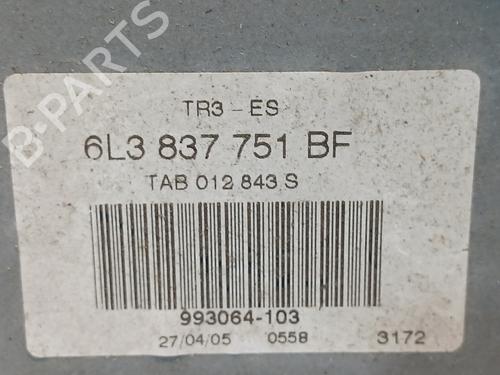 B-PARTS
TR3 - ES
6L3 837 751 BF
TAB 012 843 S
993064-103
27/04/05 0558 3172